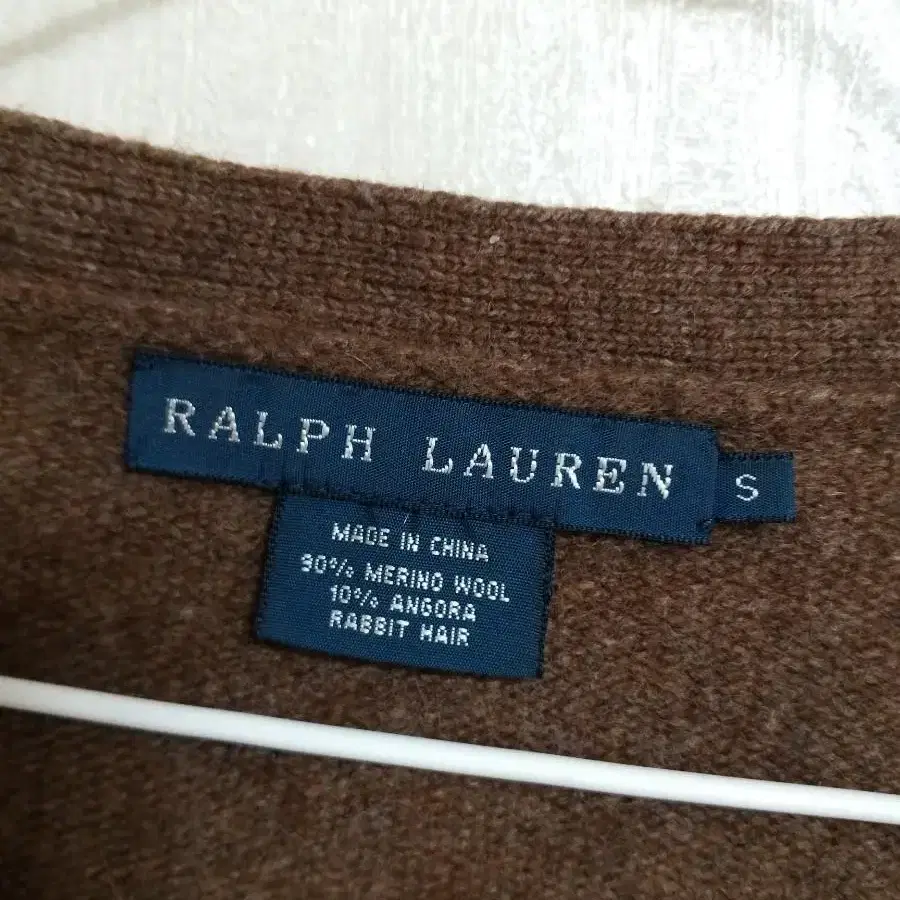 RALPH LAUREN
S
MADE IN CHINA
90% MERINO WOOL
10% ANGORA
RABBIT HAIR